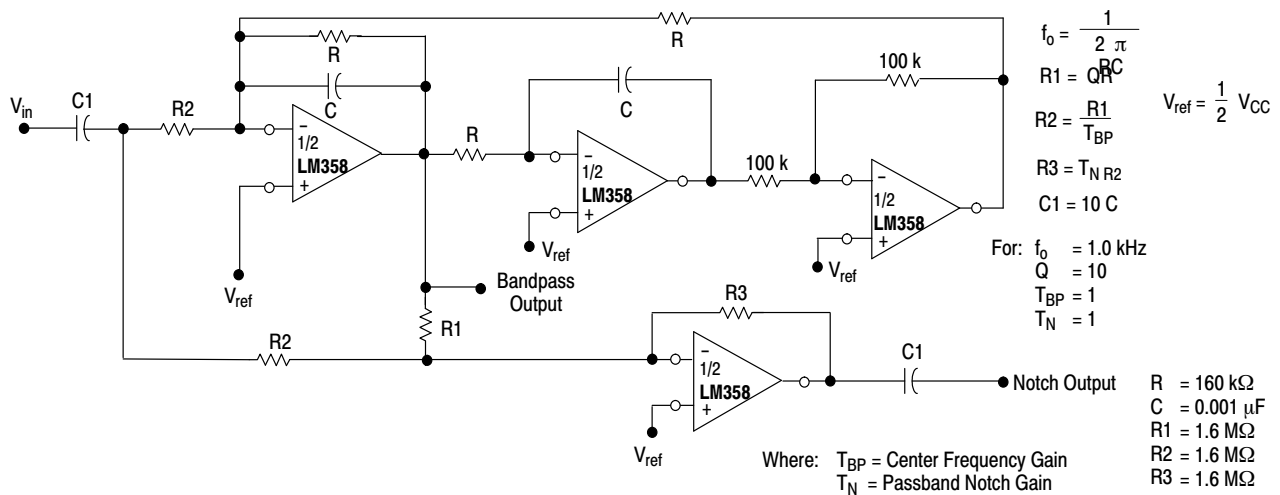 R
R
C
V_in
C1
R2
−
1/2
LM358
+
V_ref
R
C
−
1/2
LM358
+
V_ref
100 k
100 k
−
1/2
LM358
+
V_ref
Bandpass
Output
R1
R2
R3
−
1/2
LM358
+
V_ref
C1
Notch Output
f_o = 1 / 2 π RC
R1 = QR
R2 = R1 / T_BP
R3 = T_N R2
C1 = 10 C
V_ref = 1/2 V_CC
For: f_o = 1.0 kHz
Q = 10
T_BP = 1
T_N = 1
R = 160 kΩ
C = 0.001 µF
R1 = 1.6 MΩ
R2 = 1.6 MΩ
R3 = 1.6 MΩ
Where: T_BP = Center Frequency Gain
T_N = Passband Notch Gain